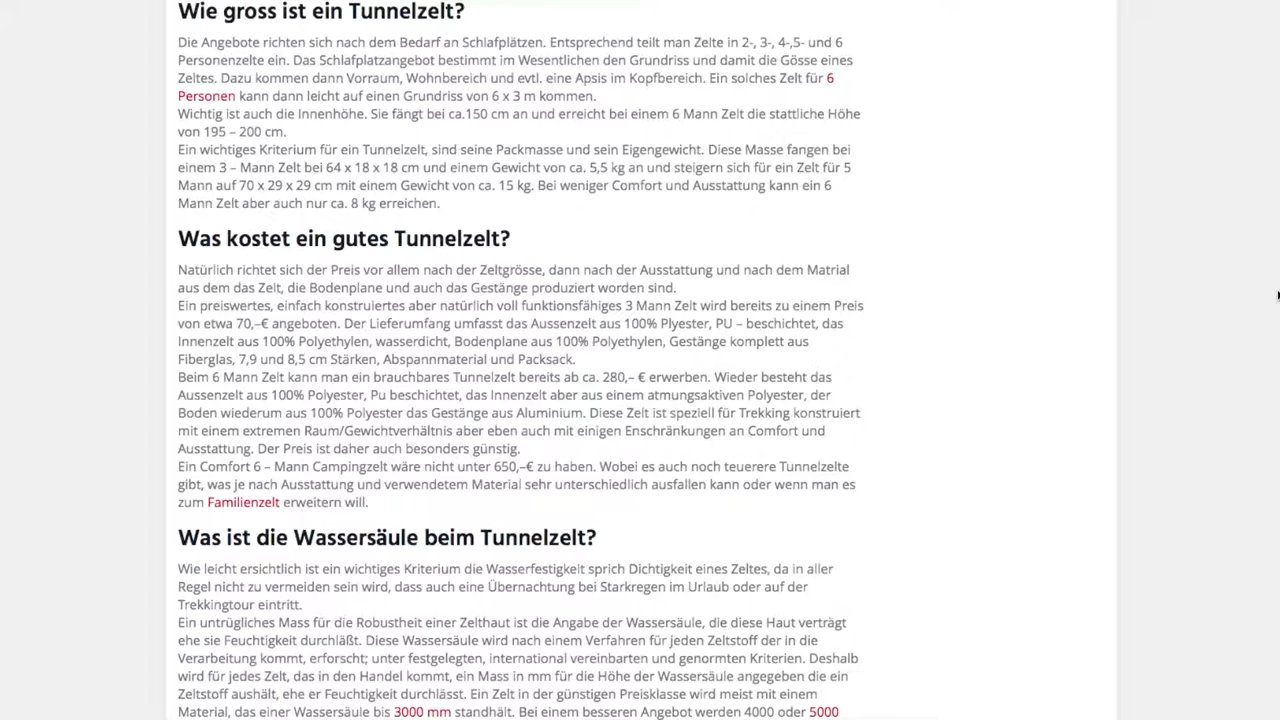 Wie gross ist ein Tunnelzelt?
Die Angebote richten sich nach dem Bedarf an Schlafplätzen. Entsprechend teilt man Zelte in 2-, 3-, 4-,5- und 6
Personenzelte ein. Das Schlafplatzangebot bestimmt im Wesentlichen den Grundriss und damit die Gösse eines
Zeltes. Dazu kommen dann Vorraum, Wohnbereich und evtl. eine Apsis im Kopfbereich. Ein solches Zelt für 6
Personen kann dann leicht auf einen Grundriss von 6 x 3 m kommen.
Wichtig ist auch die Innenhöhe. Sie fängt bei ca.150 cm an und erreicht bei einem 6 Mann Zelt die stattliche Höhe
von 195 – 200 cm.
Ein wichtiges Kriterium für ein Tunnelzelt, sind seine Packmasse und sein Eigengewicht. Diese Masse fangen bei
einem 3 – Mann Zelt bei 64 x 18 x 18 cm und einem Gewicht von ca. 5,5 kg an und steigern sich für ein Zelt für 5
Mann auf 70 x 29 x 29 cm mit einem Gewicht von ca. 15 kg. Bei weniger Comfort und Ausstattung kann ein 6
Mann Zelt aber auch nur ca. 8 kg erreichen.
Was kostet ein gutes Tunnelzelt?
Natürlich richtet sich der Preis vor allem nach der Zeltgrösse, dann nach der Ausstattung und nach dem Matrial
aus dem das Zelt, die Bodenplane und auch das Gestänge produziert worden sind.
Ein preiswertes, einfach konstruiertes aber natürlich voll funktionsfähiges 3 Mann Zelt wird bereits zu einem Preis
von etwa 70,–€ angeboten. Der Lieferumfang umfasst das Aussenzelt aus 100% Plyester, PU – beschichtet, das
Innenzelt aus 100% Polyethylen, wasserdicht, Bodenplane aus 100% Polyethylen, Gestänge komplett aus
Fiberglas, 7,9 und 8,5 cm Stärken, Abspannmaterial und Packsack.
Beim 6 Mann Zelt kann man ein brauchbares Tunnelzelt bereits ab ca. 280,– € erwerben. Wieder besteht das
Aussenzelt aus 100% Polyester, Pu beschichtet, das Innenzelt aber aus einem atmungsaktiven Polyester, der
Boden wiederum aus 100% Polyester das Gestänge aus Aluminium. Diese Zelt ist speziell für Trekking konstruiert
mit einem extremen Raum/Gewichtverhältnis aber eben auch mit einigen Enschränkungen an Comfort und
Ausstattung. Der Preis ist daher auch besonders günstig.
Ein Comfort 6 – Mann Campingzelt wäre nicht unter 650,–€ zu haben. Wobei es auch noch teuerere Tunnelzelte
gibt, was je nach Ausstattung und verwendetem Material sehr unterschiedlich ausfallen kann oder wenn man es
zum Familienzelt erweitern will.
Was ist die Wassersäule beim Tunnelzelt?
Wie leicht ersichtlich ist ein wichtiges Kriterium die Wasserfestigkeit sprich Dichtigkeit eines Zeltes, da in aller
Regel nicht zu vermeiden sein wird, dass auch eine Übernachtung bei Starkregen im Urlaub oder auf der
Trekkingtour eintritt.
Ein untrügliches Mass für die Robustheit einer Zelthaut ist die Angabe der Wassersäule, die diese Haut verträgt
ehe sie Feuchtigkeit durchläßt. Diese Wassersäule wird nach einem Verfahren für jeden Zeltstoff der in die
Verarbeitung kommt, erforscht; unter festgelegten, international vereinbarten und genormten Kriterien. Deshalb
wird für jedes Zelt, das in den Handel kommt, ein Mass in mm für die Höhe der Wassersäule angegeben die ein
Zeltstoff aushält, ehe er Feuchtigkeit durchlässt. Ein Zelt in der günstigen Preisklasse wird meist mit einem
Material, das einer Wassersäule bis 3000 mm standhält. Bei einem besseren Angebot werden 4000 oder 5000